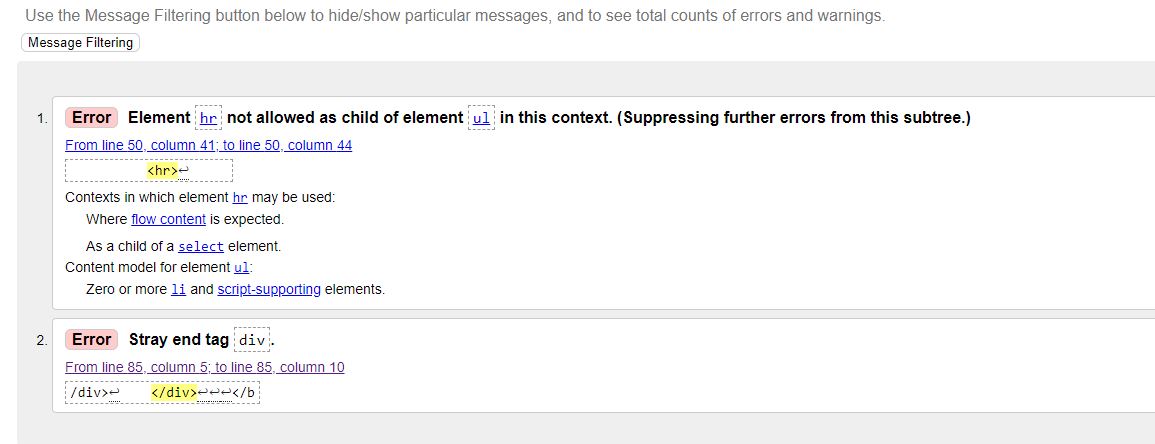 Use the Message Filtering button below to hide/show particular messages, and to see total counts of errors and warnings.
Message Filtering
1. Error Element hr not allowed as child of element ul in this context. (Suppressing further errors from this subtree.)
From line 50, column 41; to line 50, column 44
<hr>↩
Contexts in which element hr may be used:
Where flow content is expected.
As a child of a select element.
Content model for element ul:
Zero or more li and script-supporting elements.
2. Error Stray end tag div.
From line 85, column 5; to line 85, column 10
/div>↩ </div>↩↩↩</b